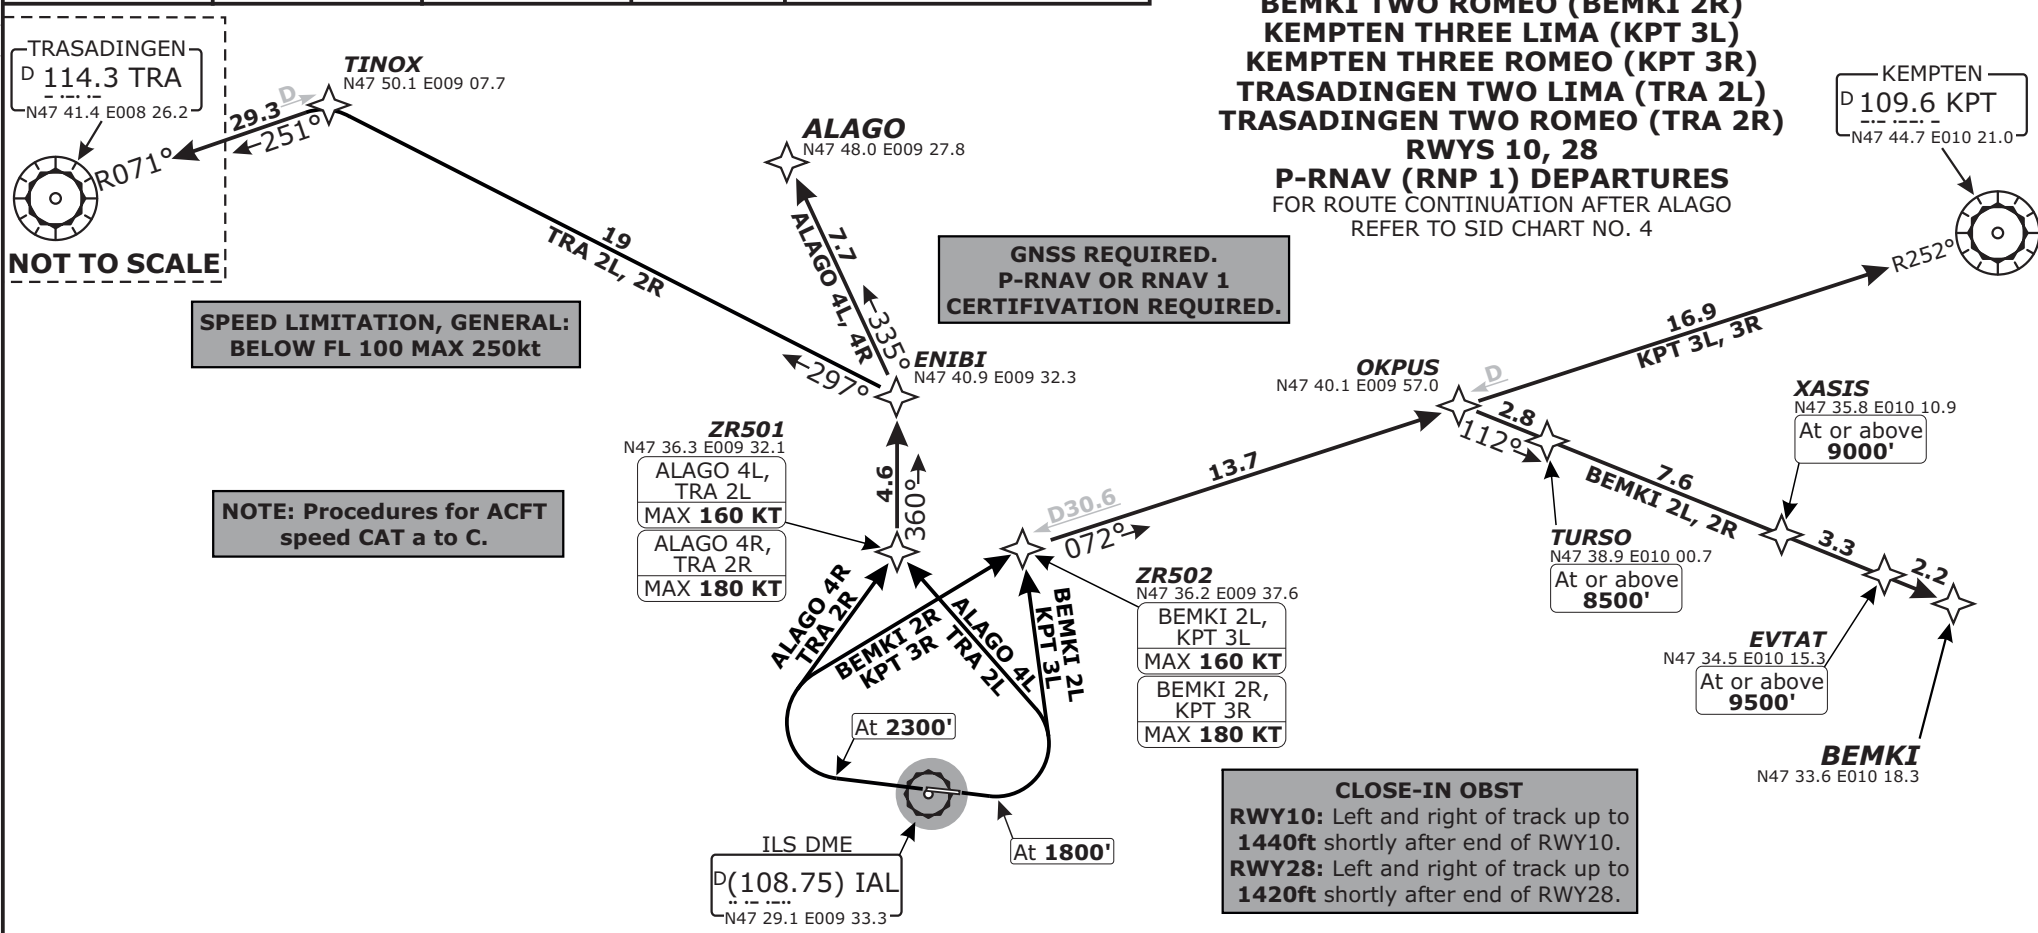 BEMKI TWO ROMEO (BEMKI 2R)
KEMPTEN THREE LIMA (KPT 3L)
KEMPTEN THREE ROMEO (KPT 3R)
TRASADINGEN TWO LIMA (TRA 2L)
TRASADINGEN TWO ROMEO (TRA 2R)
RWYS 10, 28
P-RNAV (RNP 1) DEPARTURES
FOR ROUTE CONTINUATION AFTER ALAGO
REFER TO SID CHART NO. 4
TRASADINGEN
D 114.3 TRA
N47 41.4 E008 26.2
R071°
NOT TO SCALE
29.3
D
←251°
TINOX
N47 50.1 E009 07.7
19
TRA 2L, 2R
ALAGO
N47 48.0 E009 27.8
7.7
ALAGO 4L, 4R
←335°
←297°
ENIBI
N47 40.9 E009 32.3
KEMPTEN
D 109.6 KPT
N47 44.7 E010 21.0
R252°
GNSS REQUIRED.
P-RNAV OR RNAV 1
CERTIFIVATION REQUIRED.
SPEED LIMITATION, GENERAL:
BELOW FL 100 MAX 250kt
NOTE: Procedures for ACFT
speed CAT a to C.
ZR501
N47 36.3 E009 32.1
ALAGO 4L,
TRA 2L
MAX 160 KT
ALAGO 4R,
TRA 2R
MAX 180 KT
4.6
360°→
16.9
KPT 3L, 3R
OKPUS
N47 40.1 E009 57.0
D
2.8
112°→
13.7
D30.6
072°→
XASIS
N47 35.8 E010 10.9
At or above
9000'
7.6
BEMKI 2L, 2R
TURSO
N47 38.9 E010 00.7
At or above
8500'
3.3
2.2
EVTAT
N47 34.5 E010 15.3
At or above
9500'
BEMKI
N47 33.6 E010 18.3
ZR502
N47 36.2 E009 37.6
BEMKI 2L,
KPT 3L
MAX 160 KT
BEMKI 2R,
KPT 3R
MAX 180 KT
ALAGO 4R
TRA 2R
BEMKI 2R
KPT 3R
ALAGO 4L
TRA 2L
BEMKI 2L
KPT 3L
At 2300'
At 1800'
ILS DME
D(108.75) IAL
N47 29.1 E009 33.3
CLOSE-IN OBST
RWY10: Left and right of track up to
1440ft shortly after end of RWY10.
RWY28: Left and right of track up to
1420ft shortly after end of RWY28.